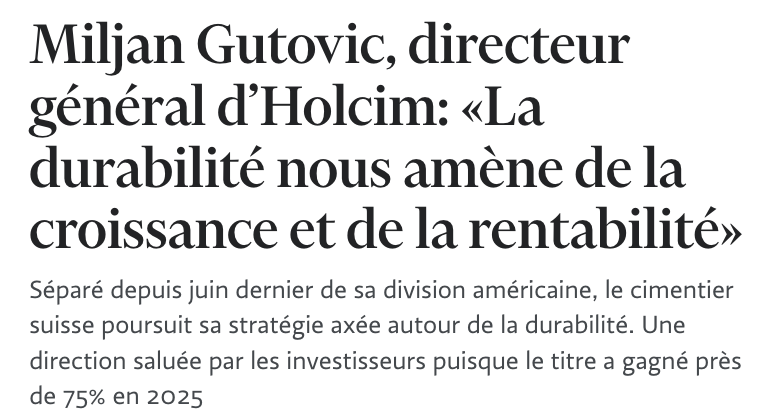 Miljan Gutovic, directeur
général d’Holcim: «La
durabilité nous amène de la
croissance et de la rentabilité»
Séparé depuis juin dernier de sa division américaine, le cimentier
suisse poursuit sa stratégie axée autour de la durabilité. Une
direction saluée par les investisseurs puisque le titre a gagné près
de 75% en 2025